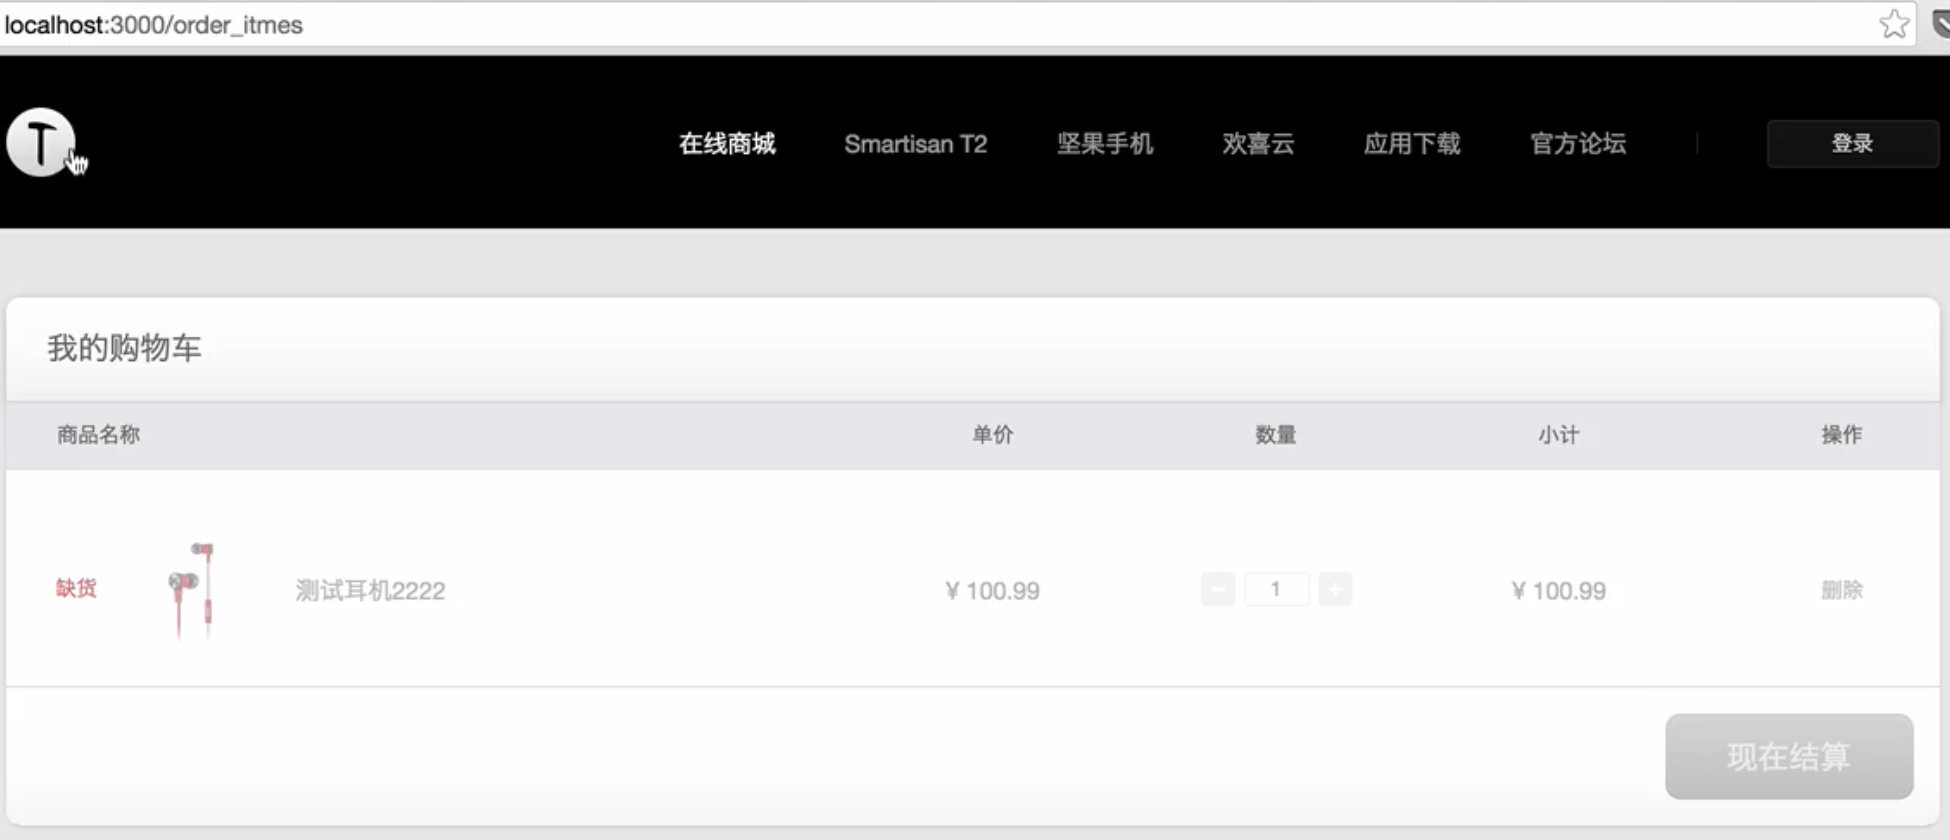 localhost:3000/order_itmes
T
在线商城 Smartisan T2 坚果手机 欢喜云 应用下载 官方论坛 登录
我的购物车
商品名称 单价 数量 小计 操作
缺货 测试耳机2222 ¥ 100.99 − 1 + ¥ 100.99 删除
现在结算